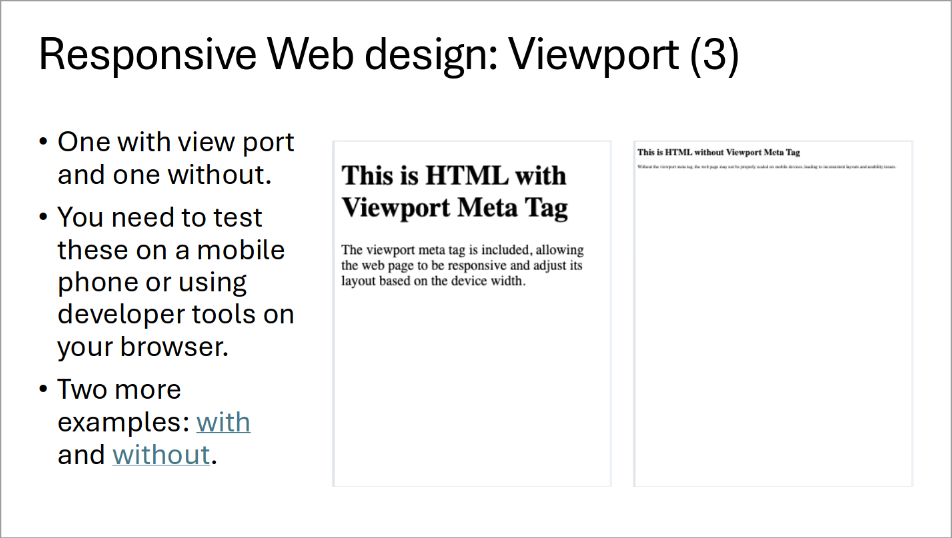 Responsive Web design: Viewport (3)
• One with view port
and one without.
• You need to test
these on a mobile
phone or using
developer tools on
your browser.
• Two more
examples: with
and without.
This is HTML with
Viewport Meta Tag
The viewport meta tag is included, allowing
the web page to be responsive and adjust its
layout based on the device width.
This is HTML without Viewport Meta Tag
Without the viewport meta tag, the web page may not be properly scaled on mobile devices, leading to inconsistent layouts and usability issues.